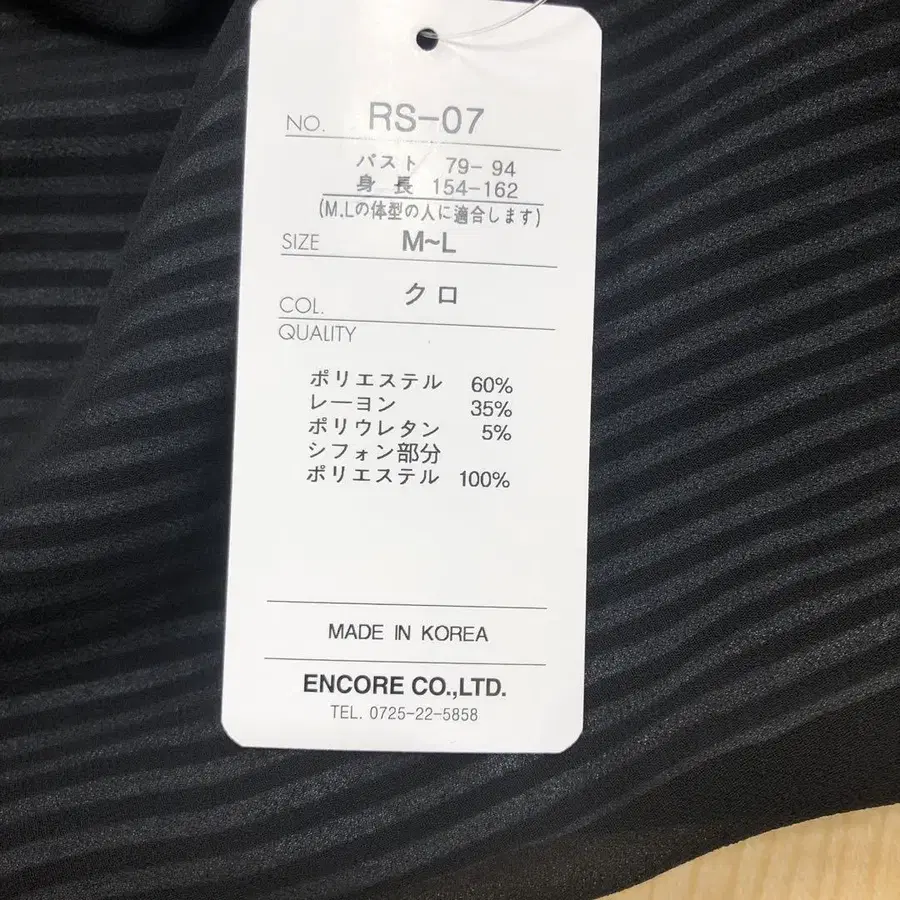 NO. RS-07
バスト 79-94
身長 154-162
(M.Lの体型の人に適合します)
SIZE M~L
COL. クロ
QUALITY
ポリエステル 60%
レーヨン 35%
ポリウレタン 5%
シフォン部分
ポリエステル 100%
MADE IN KOREA
ENCORE CO.,LTD.
TEL. 0725-22-5858